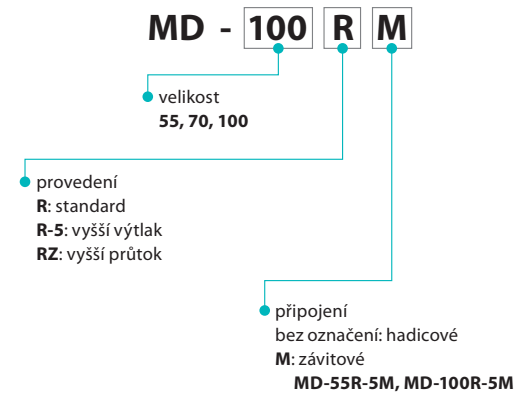 MD - 100 R M
velikost
55, 70, 100
provedení
R: standard
R-5: vyšší výtlak
RZ: vyšší průtok
připojení
bez označení: hadicové
M: závitové
MD-55R-5M, MD-100R-5M